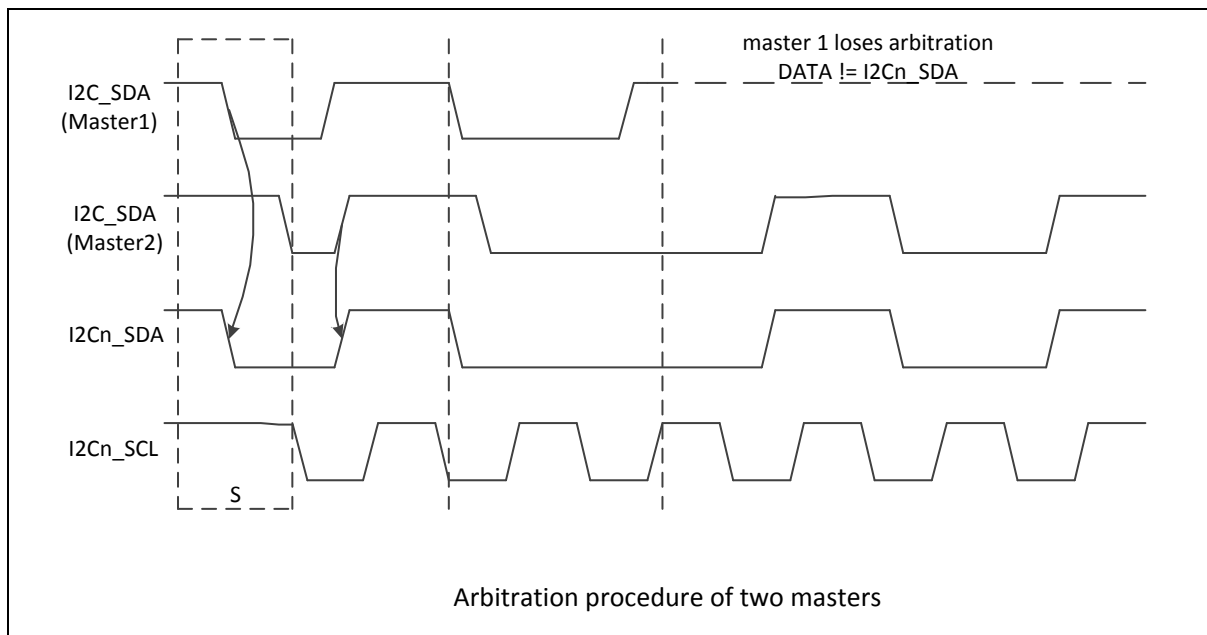 master 1 loses arbitration
DATA != I2Cn_SDA
I2C_SDA
(Master1)
I2C_SDA
(Master2)
I2Cn_SDA
I2Cn_SCL
S
Arbitration procedure of two masters